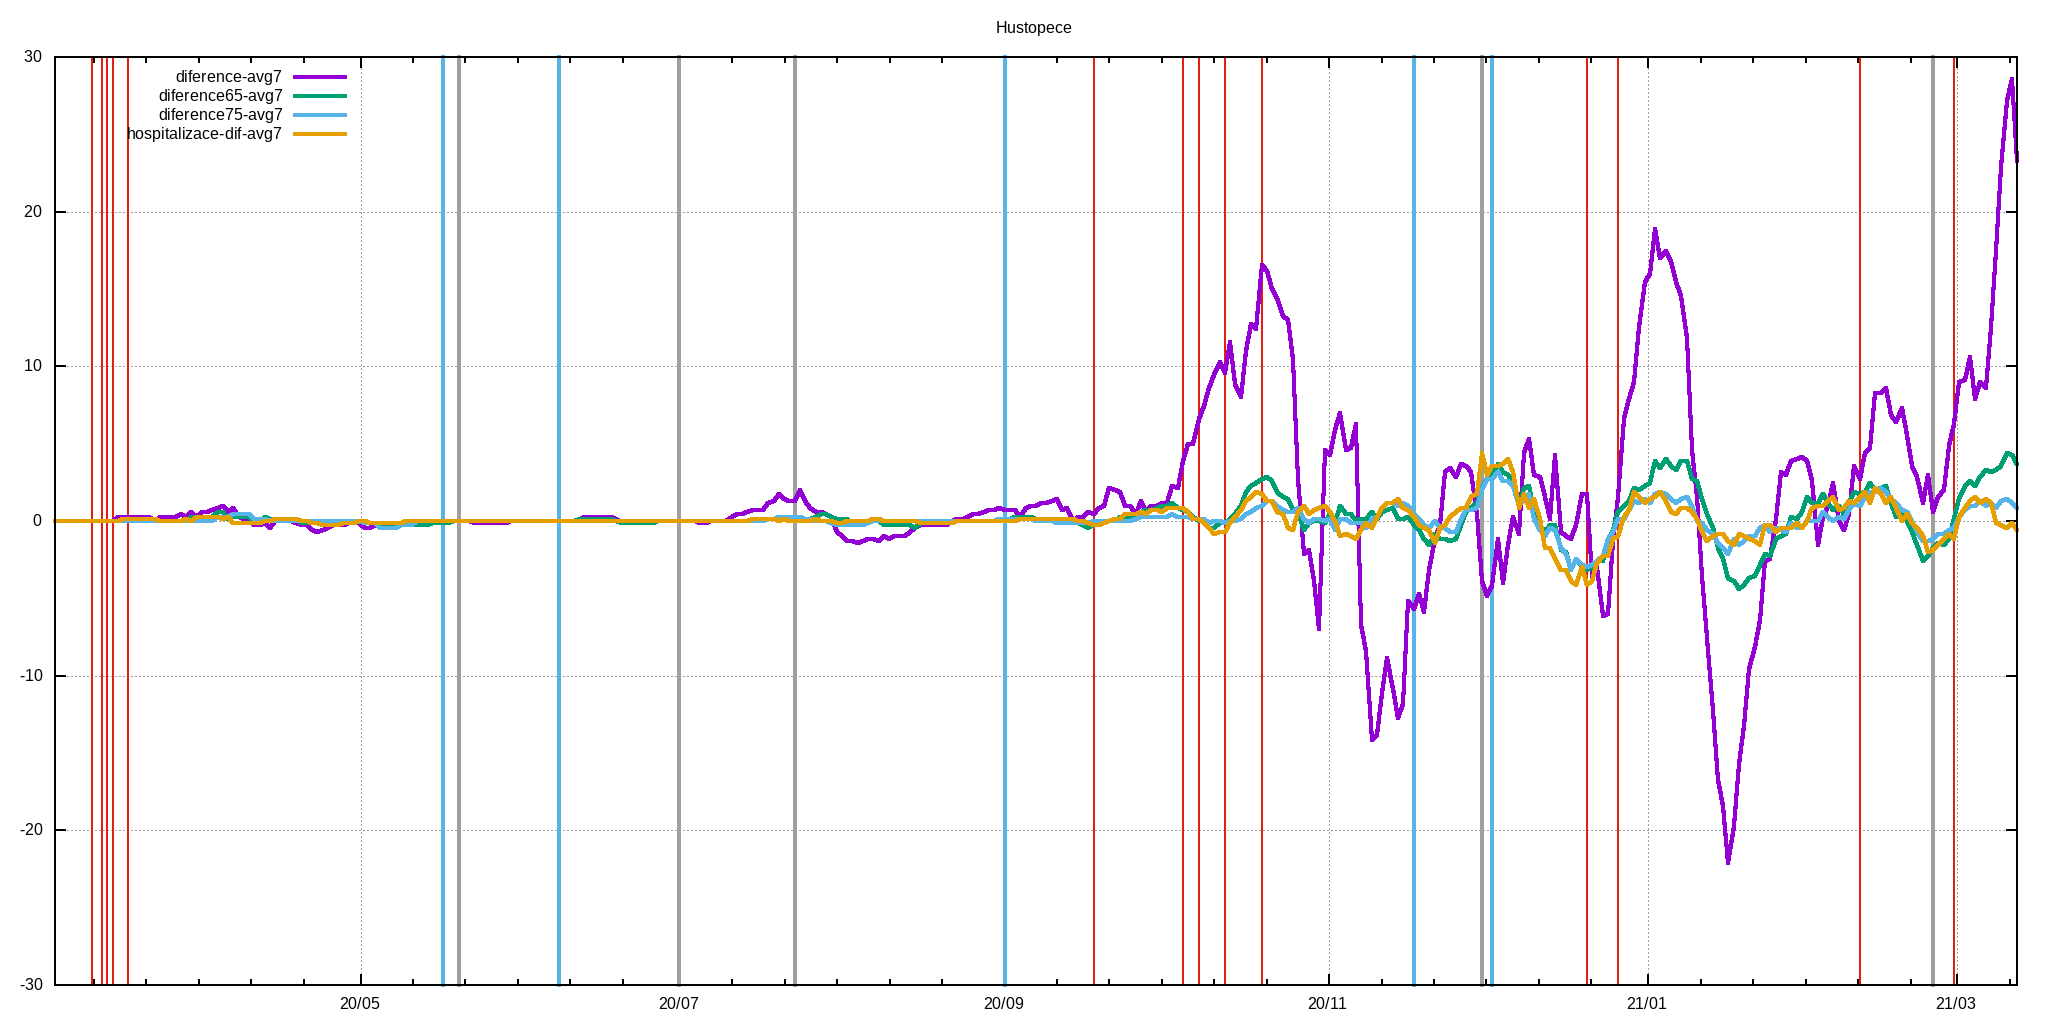 Hustopece
30
diference-avg7
diference65-avg7
diference75-avg7
hospitalizace-dif-avg7
20
10
0
-10
-20
-30
20/05 20/07 20/09 20/11 21/01 21/03